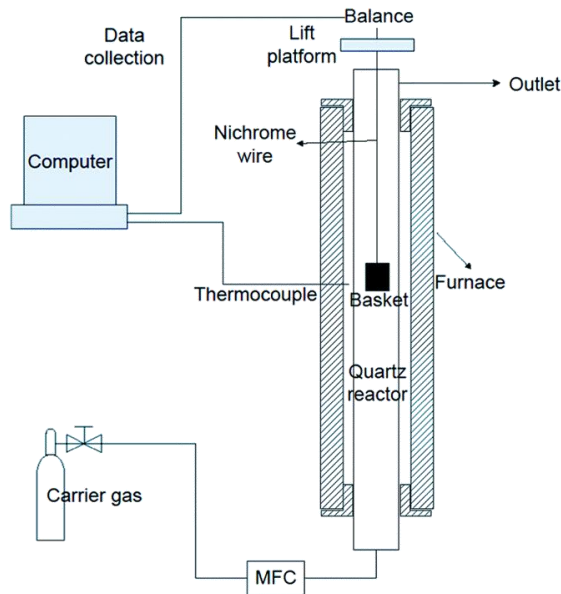 Balance
Data
collection
Lift
platform
Outlet
Nichrome
wire
Computer
Thermocouple
Basket
Furnace
Quartz
reactor
Carrier gas
MFC